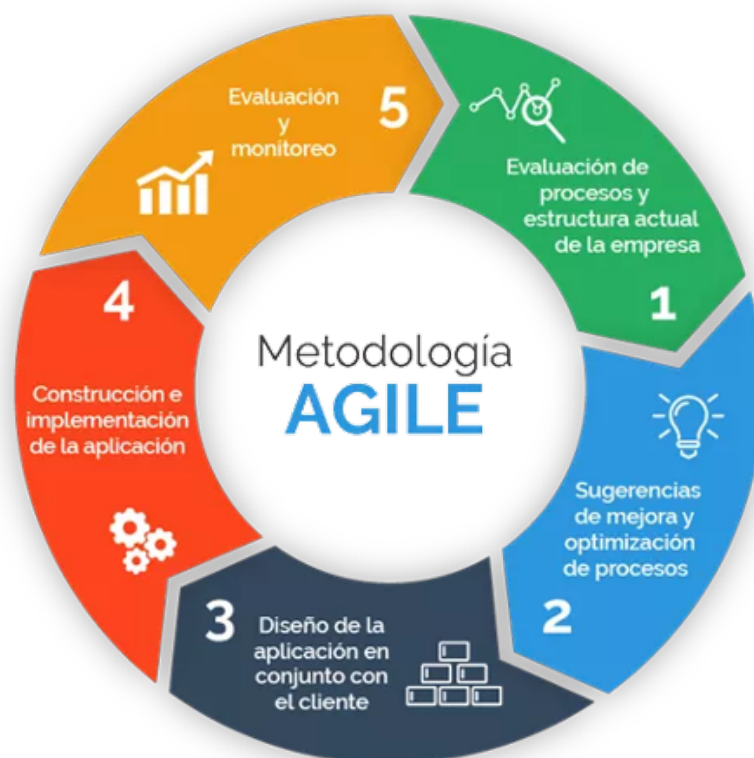 Metodología
AGILE
Evaluación de
procesos y
estructura actual
de la empresa
1
Sugerencias
de mejora y
optimización
de procesos
2
3
Diseño de la
aplicación en
conjunto con
el cliente
4
Construcción e
implementación
de la aplicación
Evaluación
y
monitoreo
5